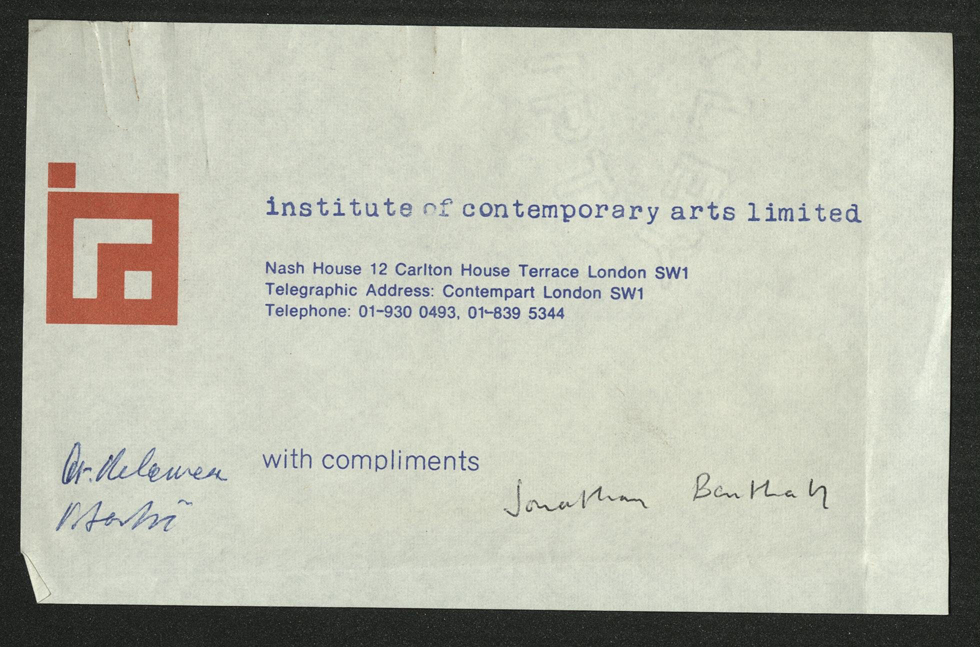 institute of contemporary arts limited
Nash House 12 Carlton House Terrace London SW1
Telegraphic Address: Contempart London SW1
Telephone: 01-930 0493, 01-839 5344
with compliments
Jonathan Benthall